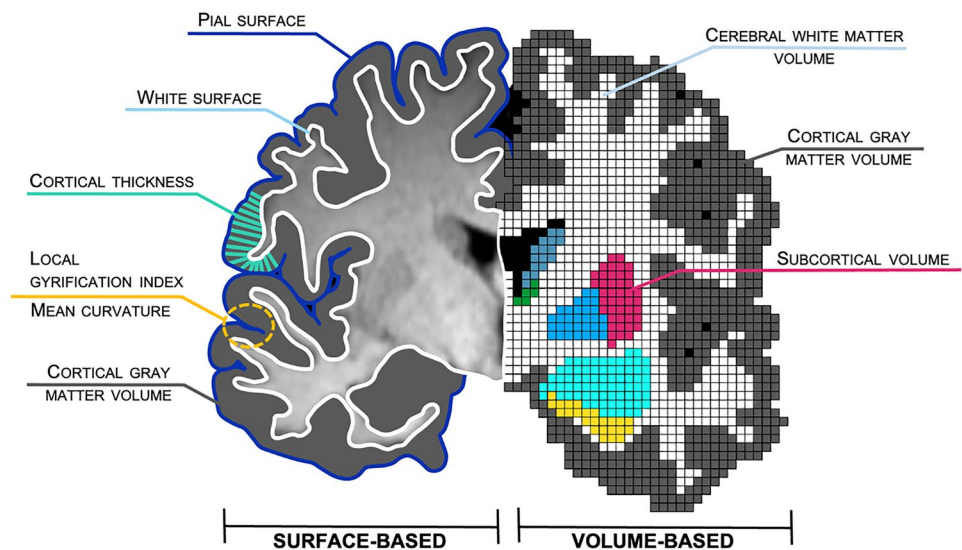 Pial surface
White surface
Cortical thickness
Local
gyrification index
Mean curvature
Cortical gray
matter volume
Cerebral white matter
volume
Cortical gray
matter volume
Subcortical volume
SURFACE-BASED
VOLUME-BASED